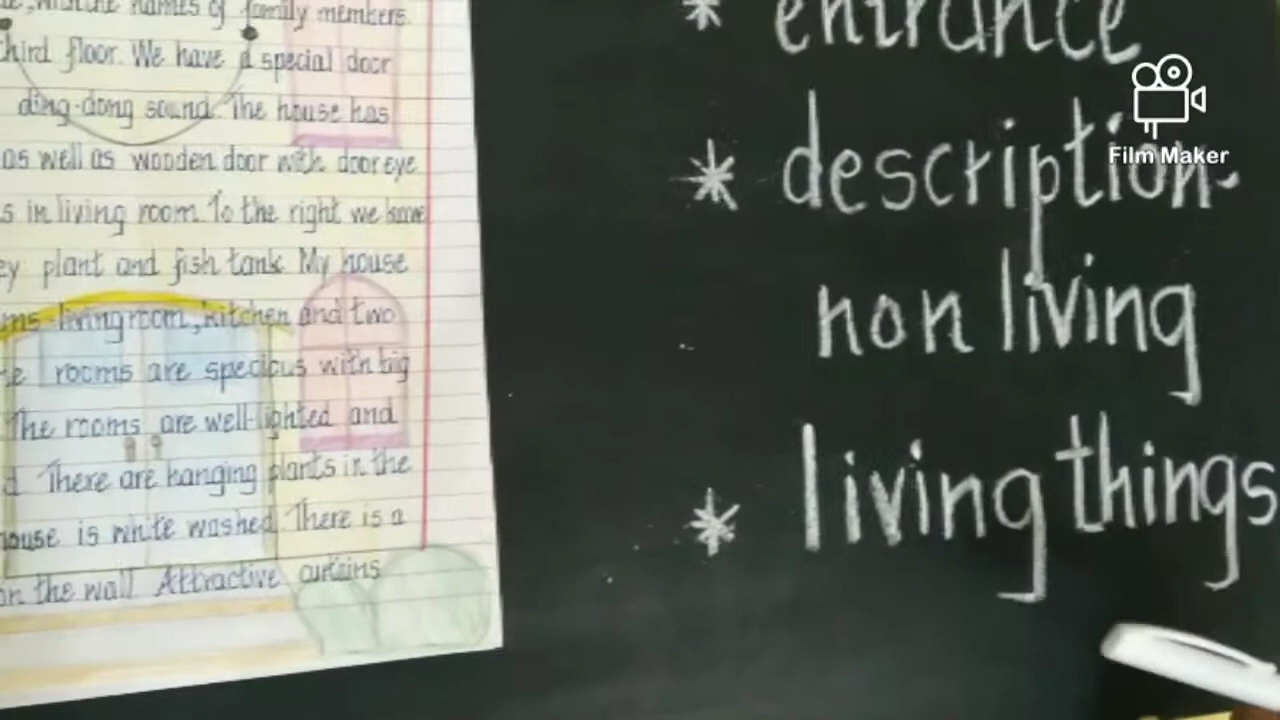 with the names of family members
third floor. We have a special door
ding-dong sound. The house has
as well as wooden door with door eye
s in living room. To the right we have
ey plant and fish tank. My house
ms-living room, kitchen and two
rooms are specious with big
The rooms are well-lighted and
d There are hanging plants in the
house is white washed. There is a
on the wall. Attractive curtains
* entrance
* description-
non living
* living things
Film Maker